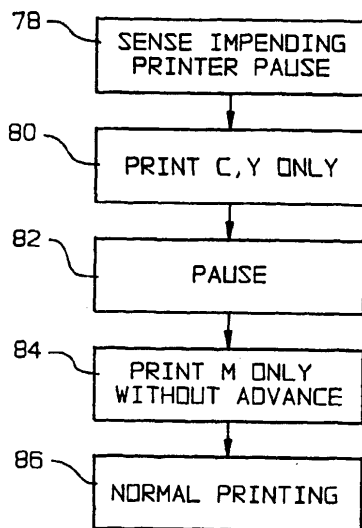 78
SENSE IMPENDING
PRINTER PAUSE
80
PRINT C,Y ONLY
82
PAUSE
84
PRINT M ONLY
WITHOUT ADVANCE
86
NORMAL PRINTING